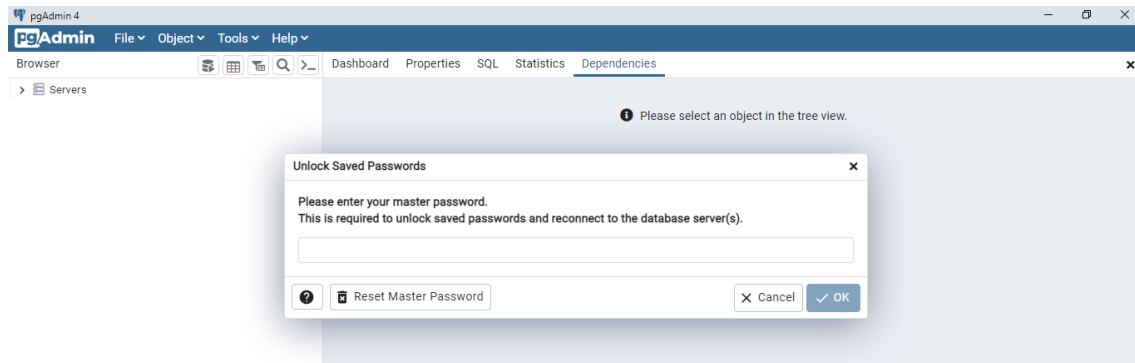 pgAdmin 4
pgAdmin File Object Tools Help
Browser
Dashboard Properties SQL Statistics Dependencies
Servers
Please select an object in the tree view.
Unlock Saved Passwords
Please enter your master password.
This is required to unlock saved passwords and reconnect to the database server(s).
Reset Master Password
Cancel
OK